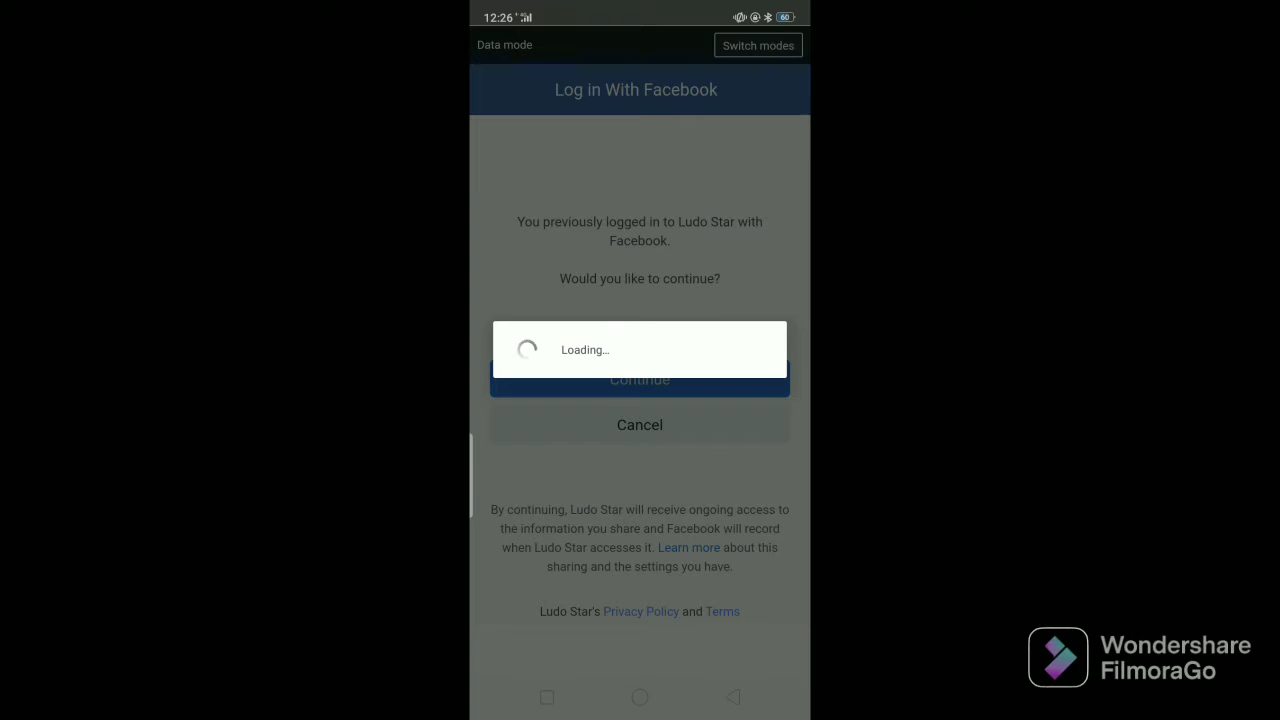 12:26
60
Data mode
Switch modes
Log in With Facebook
You previously logged in to Ludo Star with
Facebook.
Would you like to continue?
Loading...
Continue
Cancel
By continuing, Ludo Star will receive ongoing access to
the information you share and Facebook will record
when Ludo Star accesses it. Learn more about this
sharing and the settings you have.
Ludo Star's Privacy Policy and Terms
Wondershare
FilmoraGo